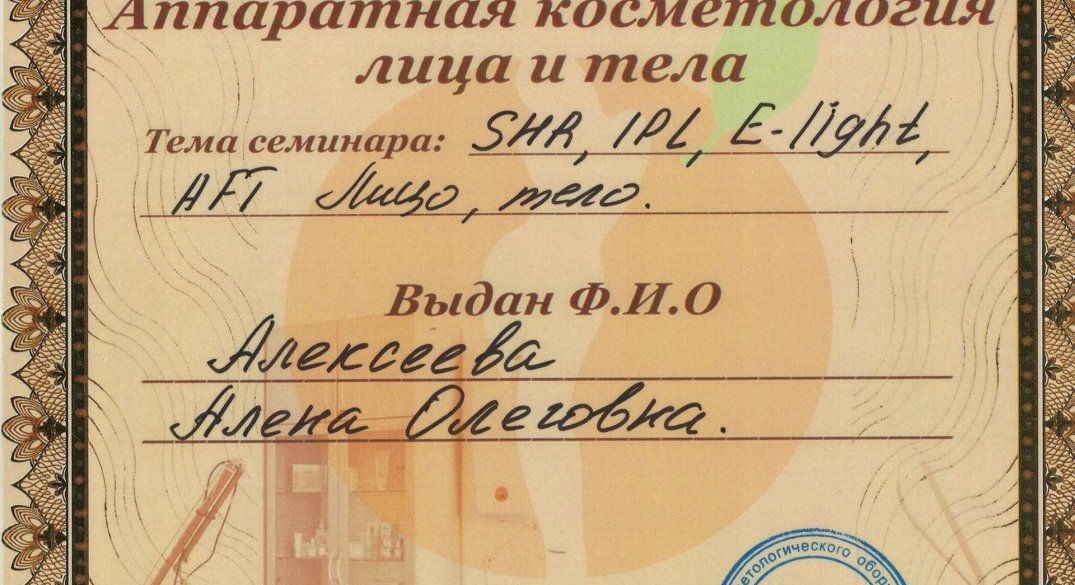 Аппаратная косметология
лица и тела
Тема семинара: SHR, IPL, E-light,
AFT Лицо, тело.
Выдан Ф.И.О
Алексеева
Алена Олеговна.